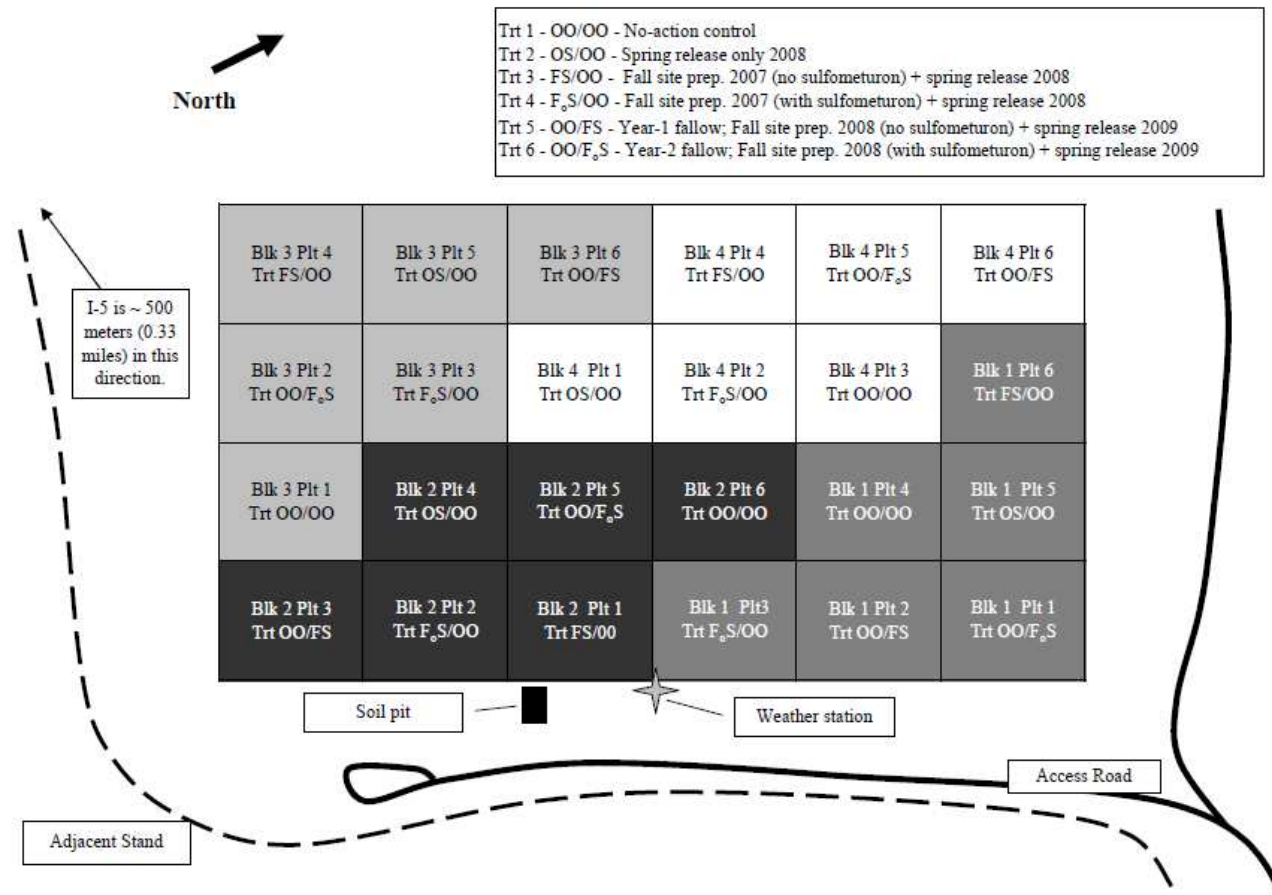 Trt 1 - OO/OO - No-action control
Trt 2 - OS/OO - Spring release only 2008
Trt 3 - FS/OO - Fall site prep. 2007 (no sulfometuron) + spring release 2008
Trt 4 - FₒS/OO - Fall site prep. 2007 (with sulfometuron) + spring release 2008
Trt 5 - OO/FS - Year-1 fallow; Fall site prep. 2008 (no sulfometuron) + spring release 2009
Trt 6 - OO/FₒS - Year-2 fallow; Fall site prep. 2008 (with sulfometuron) + spring release 2009
North
I-5 is ~ 500
meters (0.33
miles) in this
direction.
Blk 3 Plt 4
Trt FS/OO
Blk 3 Plt 5
Trt OS/OO
Blk 3 Plt 6
Trt OO/FS
Blk 4 Plt 4
Trt FS/OO
Blk 4 Plt 5
Trt OO/FₒS
Blk 4 Plt 6
Trt OO/FS
Blk 3 Plt 2
Trt OO/FₒS
Blk 3 Plt 3
Trt FₒS/OO
Blk 4 Plt 1
Trt OS/OO
Blk 4 Plt 2
Trt FₒS/OO
Blk 4 Plt 3
Trt OO/OO
Blk 1 Plt 6
Trt FS/OO
Blk 3 Plt 1
Trt OO/OO
Blk 2 Plt 4
Trt OS/OO
Blk 2 Plt 5
Trt OO/FₒS
Blk 2 Plt 6
Trt OO/OO
Blk 1 Plt 4
Trt OO/OO
Blk 1 Plt 5
Trt OS/OO
Blk 2 Plt 3
Trt OO/FS
Blk 2 Plt 2
Trt FₒS/OO
Blk 2 Plt 1
Trt FS/00
Blk 1 Plt3
Trt FₒS/OO
Blk 1 Plt 2
Trt OO/FS
Blk 1 Plt 1
Trt OO/FₒS
Soil pit
Weather station
Access Road
Adjacent Stand